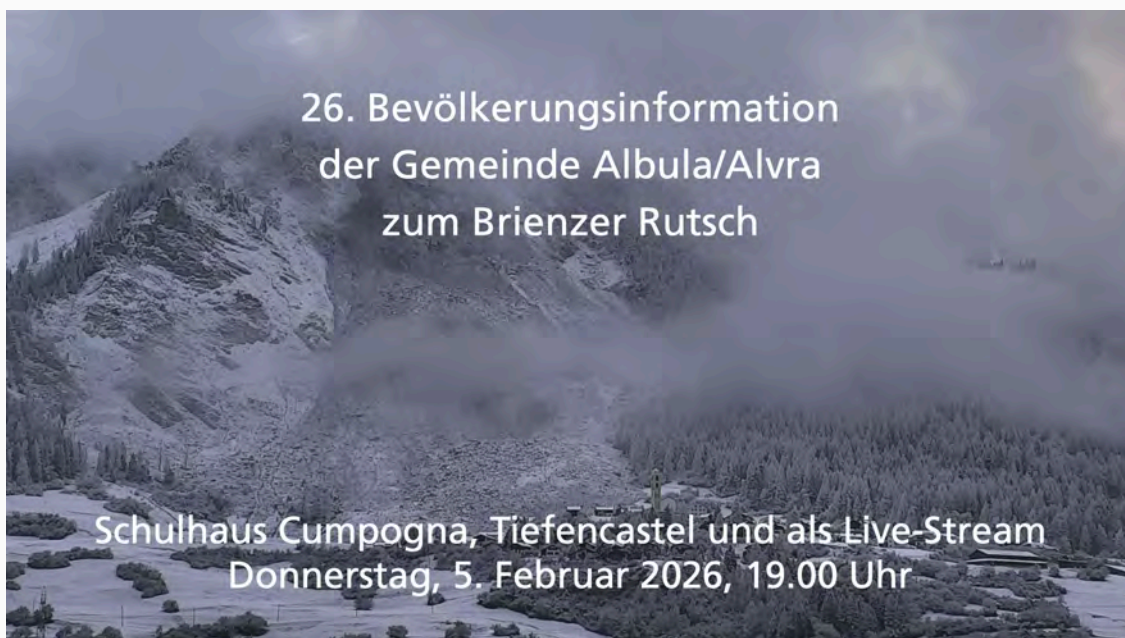 26. Bevölkerungsinformation
der Gemeinde Albula/Alvra
zum Brienzer Rutsch
Schulhaus Cumpogna, Tiefencastel und als Live-Stream
Donnerstag, 5. Februar 2026, 19.00 Uhr